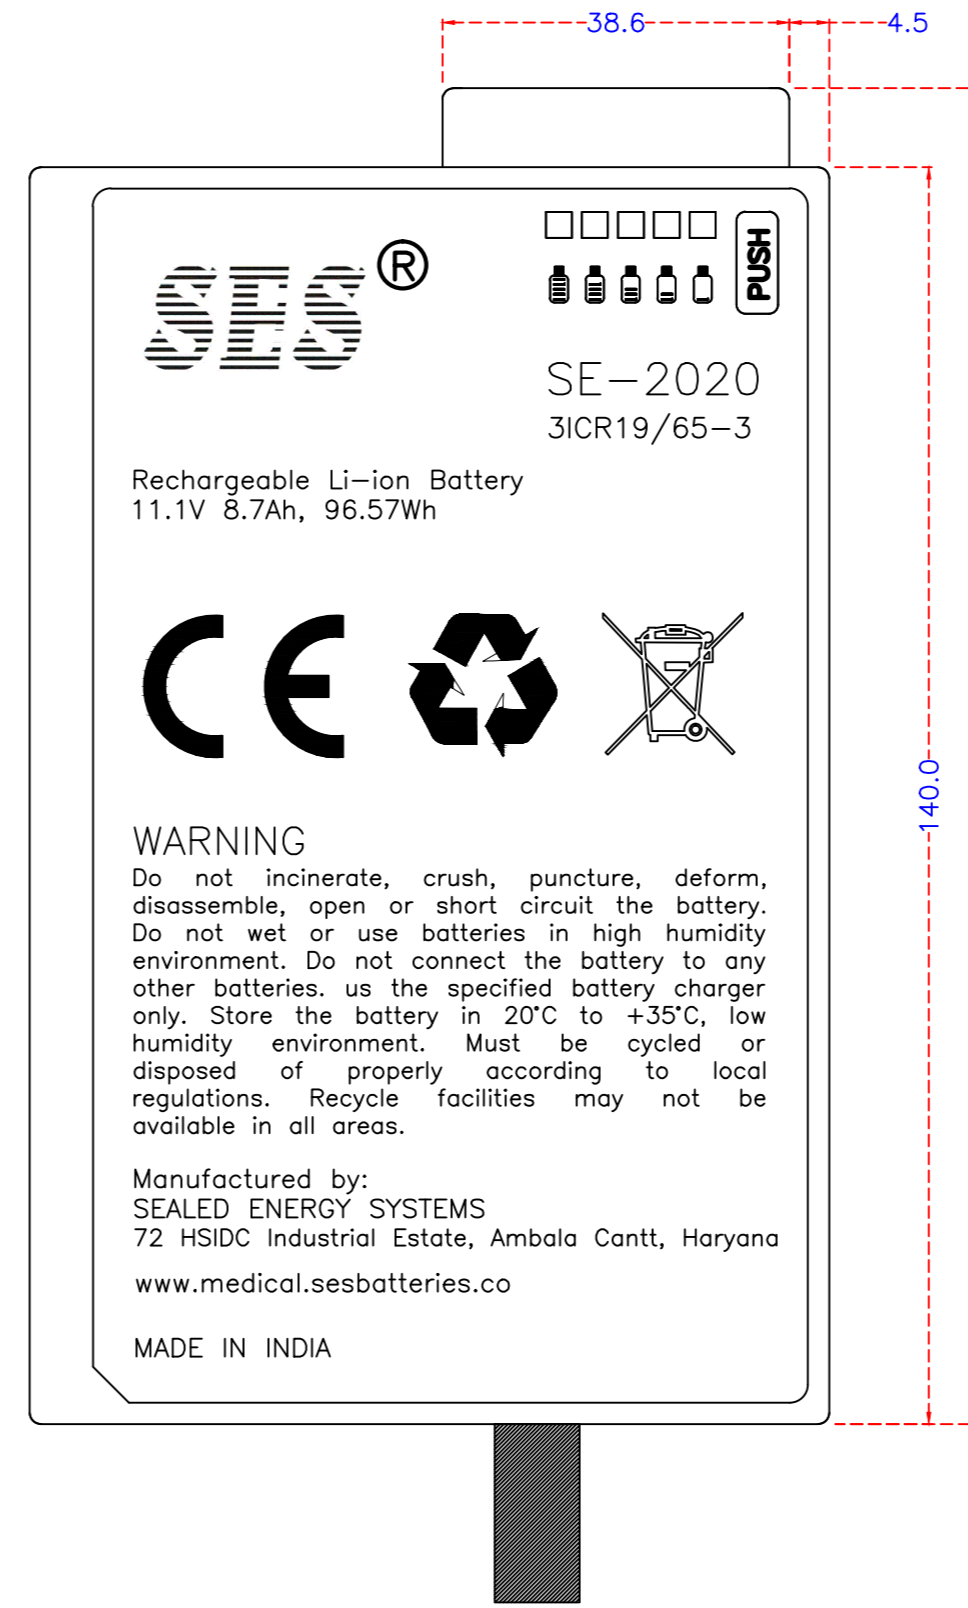 38.6
4.5
SES®
PUSH
SE-2020
3ICR19/65-3
Rechargeable Li-ion Battery
11.1V 8.7Ah, 96.57Wh
CE
140.0
WARNING
Do not incinerate, crush, puncture, deform,
disassemble, open or short circuit the battery.
Do not wet or use batteries in high humidity
environment. Do not connect the battery to any
other batteries. us the specified battery charger
only. Store the battery in 20°C to +35°C, low
humidity environment. Must be cycled or
disposed of properly according to local
regulations. Recycle facilities may not be
available in all areas.
Manufactured by:
SEALED ENERGY SYSTEMS
72 HSIDC Industrial Estate, Ambala Cantt, Haryana
www.medical.sesbatteries.co
MADE IN INDIA